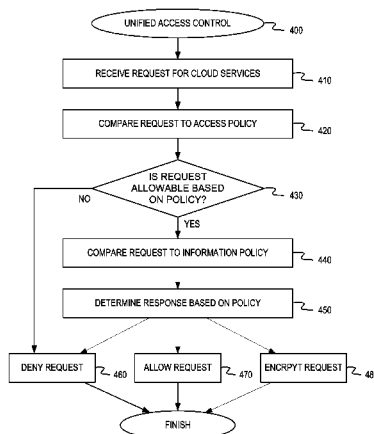 UNIFIED ACCESS CONTROL
400
RECEIVE REQUEST FOR CLOUD SERVICES
410
COMPARE REQUEST TO ACCESS POLICY
420
IS REQUEST
ALLOWABLE BASED
ON POLICY?
430
NO
YES
COMPARE REQUEST TO INFORMATION POLICY
440
DETERMINE RESPONSE BASED ON POLICY
450
DENY REQUEST
460
ALLOW REQUEST
470
ENCRPYT REQUEST
48
FINISH